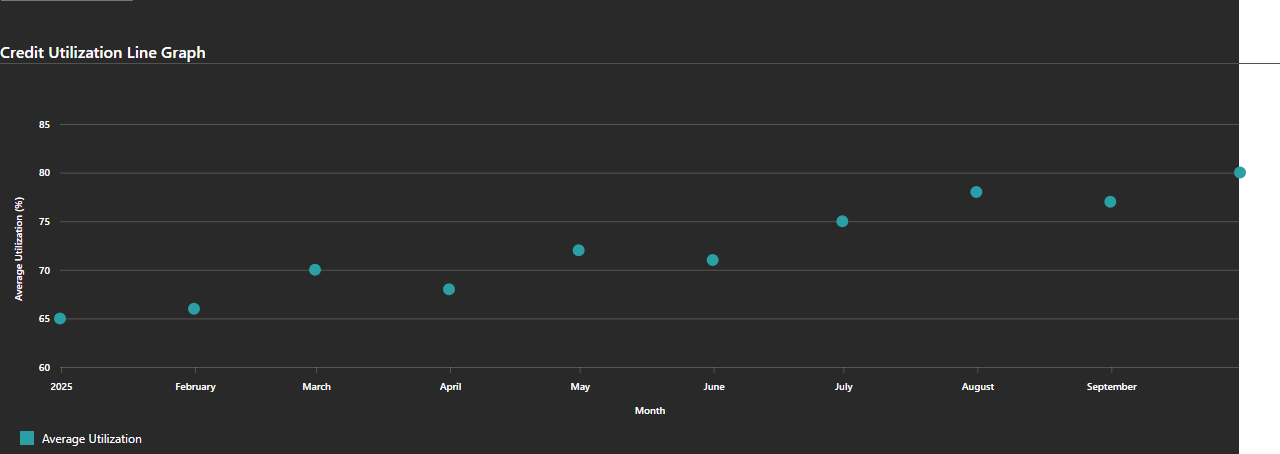 Credit Utilization Line Graph
85
80
75
70
65
60
Average Utilization (%)
2025 February March April May June July August September
Month
Average Utilization